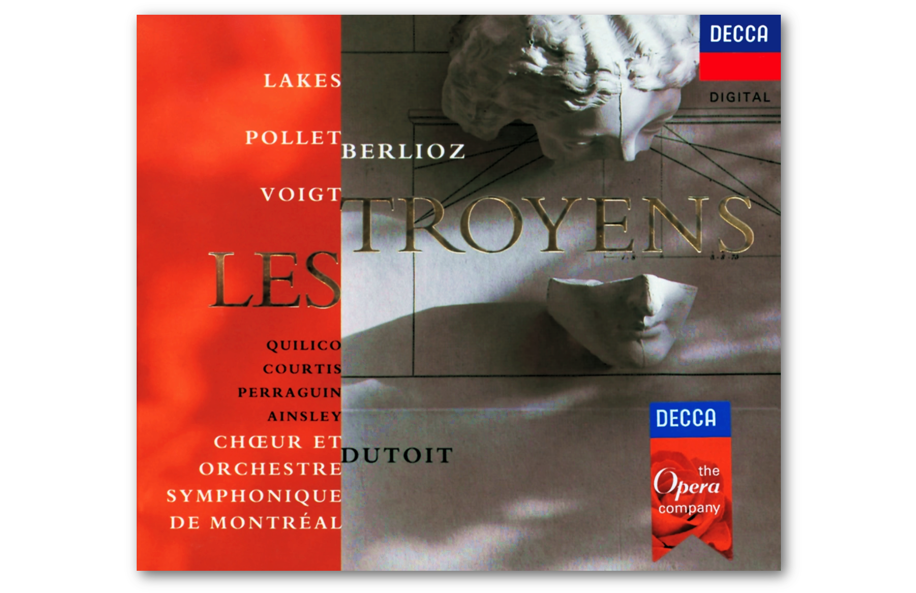 DECCA
DIGITAL
LAKES
POLLET
BERLIOZ
VOIGT
TROYENS
LES
QUILICO
COURTIS
PERRAGUIN
AINSLEY
CHŒUR ET
ORCHESTRE
SYMPHONIQUE
DE MONTRÉAL
DUTOIT
DECCA
the
Opera
company